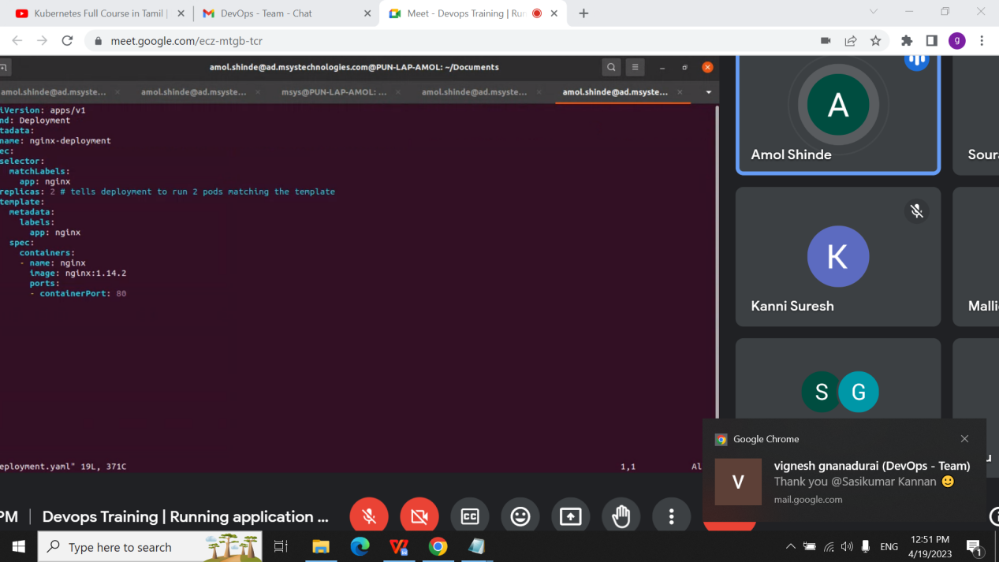 Kubernetes Full Course in Tamil |
DevOps - Team - Chat
Meet - Devops Training | Run
meet.google.com/ecz-mtgb-tcr
g
amol.shinde@ad.msystechnologies.com@PUN-LAP-AMOL: ~/Documents
amol.shinde@ad.msyste...
amol.shinde@ad.msyste...
msys@PUN-LAP-AMOL: ...
amol.shinde@ad.msyste...
amol.shinde@ad.msyste...
iVersion: apps/v1
nd: Deployment
tadata:
name: nginx-deployment
ec:
selector:
matchLabels:
app: nginx
replicas: 2 # tells deployment to run 2 pods matching the template
template:
metadata:
labels:
app: nginx
spec:
containers:
- name: nginx
image: nginx:1.14.2
ports:
- containerPort: 80
eployment.yaml" 19L, 371C
1,1
Al
A
Amol Shinde
Sour
K
Kanni Suresh
Malli
S G
u
Google Chrome
V
vignesh gnanadurai (DevOps - Team)
Thank you @Sasikumar Kannan 🙂
mail.google.com
PM | Devops Training | Running application ...
CC
Type here to search
ENG
12:51 PM
4/19/2023
1